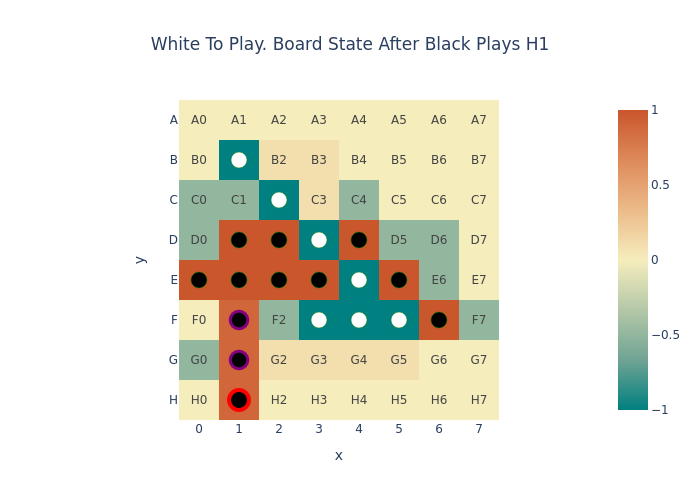 White To Play. Board State After Black Plays H1
A A0 A1 A2 A3 A4 A5 A6 A7
B B0 B2 B3 B4 B5 B6 B7
C C0 C1 C3 C4 C5 C6 C7
D D0 D5 D6 D7
E E6 E7
F F0 F2 F7
G G0 G2 G3 G4 G5 G6 G7
H H0 H2 H3 H4 H5 H6 H7
0 1 2 3 4 5 6 7
x
y
1
0.5
0
−0.5
−1